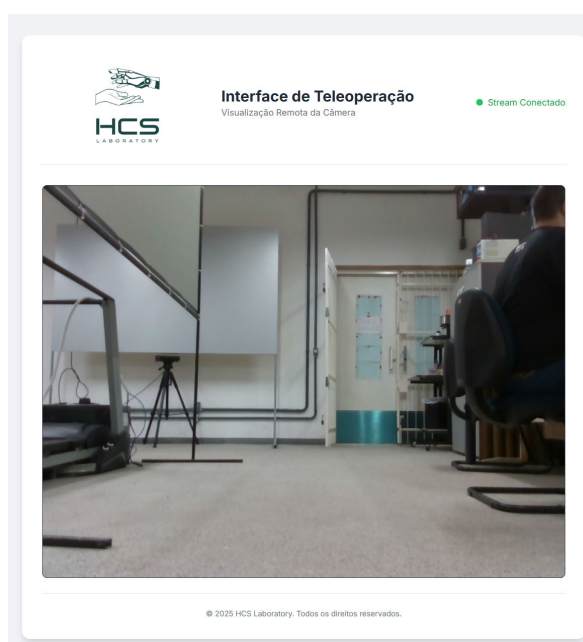 HCS
LABORATORY
Interface de Teleoperação
Visualização Remota da Câmera
Stream Conectado
© 2025 HCS Laboratory. Todos os direitos reservados.